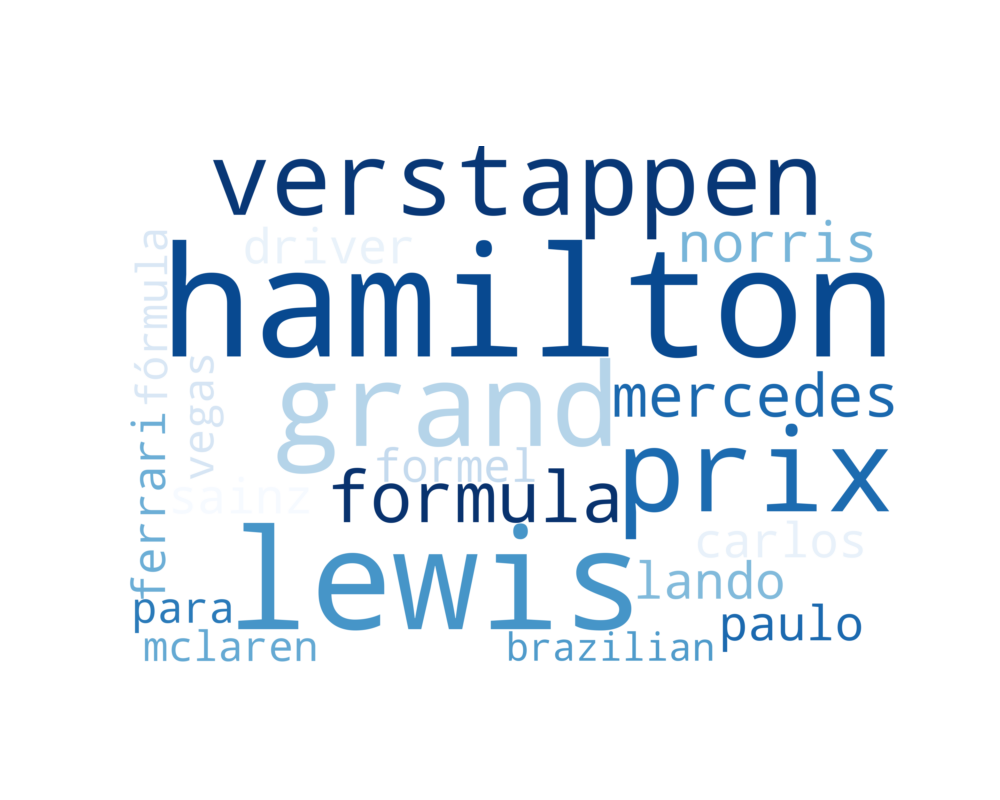 verstappen
driver
norris
hamilton
fórmula
vegas
grand
mercedes
ferrari
formel
prix
sainz
formula
carlos
lewis
lando
para
paulo
mclaren
brazilian